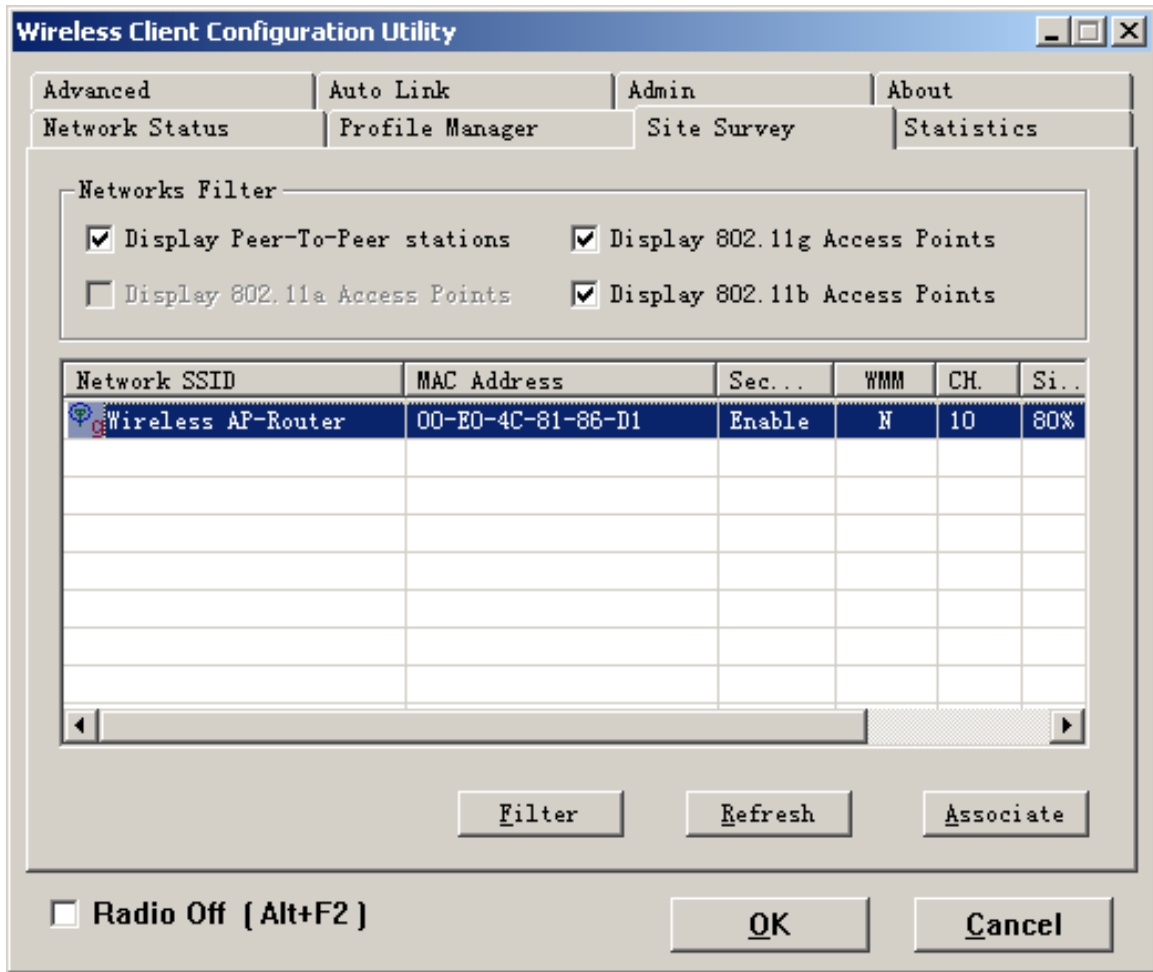 Wireless Client Configuration Utility
Advanced Auto Link Admin About
Network Status Profile Manager Site Survey Statistics
Networks Filter
Display Peer-To-Peer stations Display 802.11g Access Points
Display 802.11a Access Points Display 802.11b Access Points
Network SSID MAC Address Sec... WMM CH. Si..
g Wireless AP-Router 00-E0-4C-81-86-D1 Enable N 10 80%
Filter Refresh Associate
Radio Off ( Alt+F2 ) OK Cancel